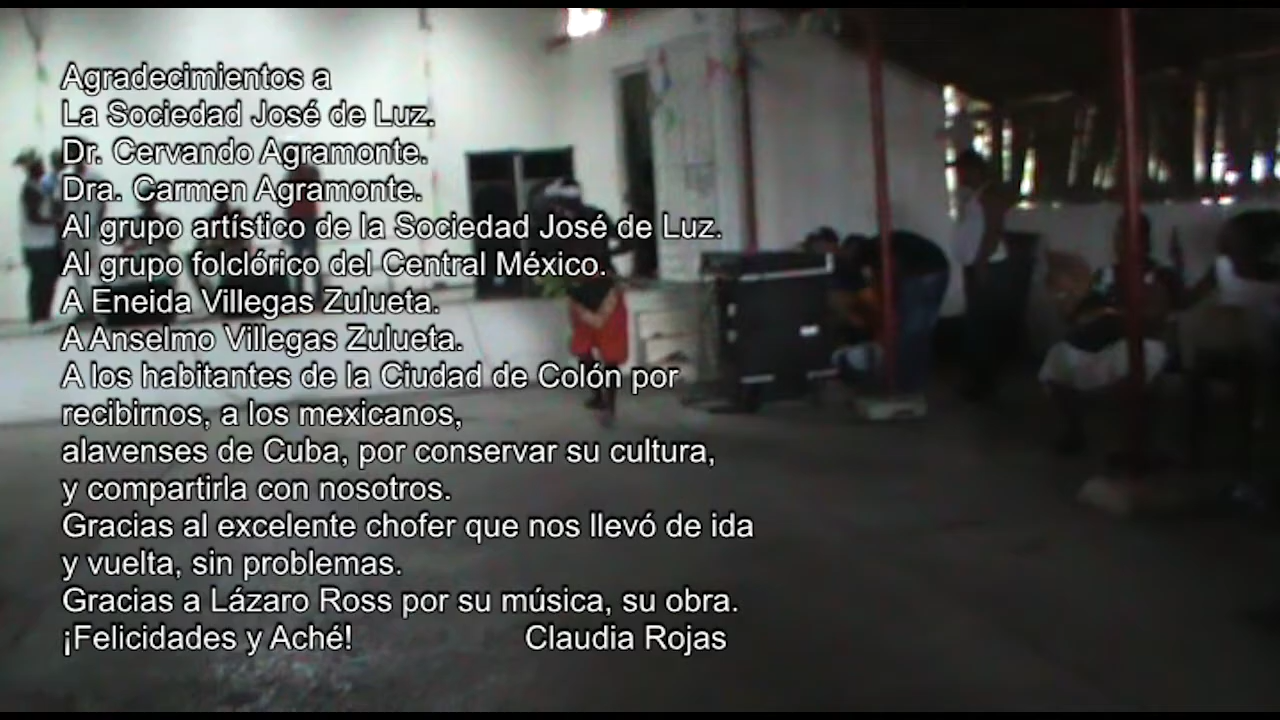 Agradecimientos a
La Sociedad José de Luz.
Dr. Cervando Agramonte.
Dra. Carmen Agramonte.
Al grupo artístico de la Sociedad José de Luz.
Al grupo folclórico del Central México.
A Eneida Villegas Zulueta.
A Anselmo Villegas Zulueta.
A los habitantes de la Ciudad de Colón por
recibirnos, a los mexicanos,
alavenses de Cuba, por conservar su cultura,
y compartirla con nosotros.
Gracias al excelente chofer que nos llevó de ida
y vuelta, sin problemas.
Gracias a Lázaro Ross por su música, su obra.
¡Felicidades y Aché! Claudia Rojas